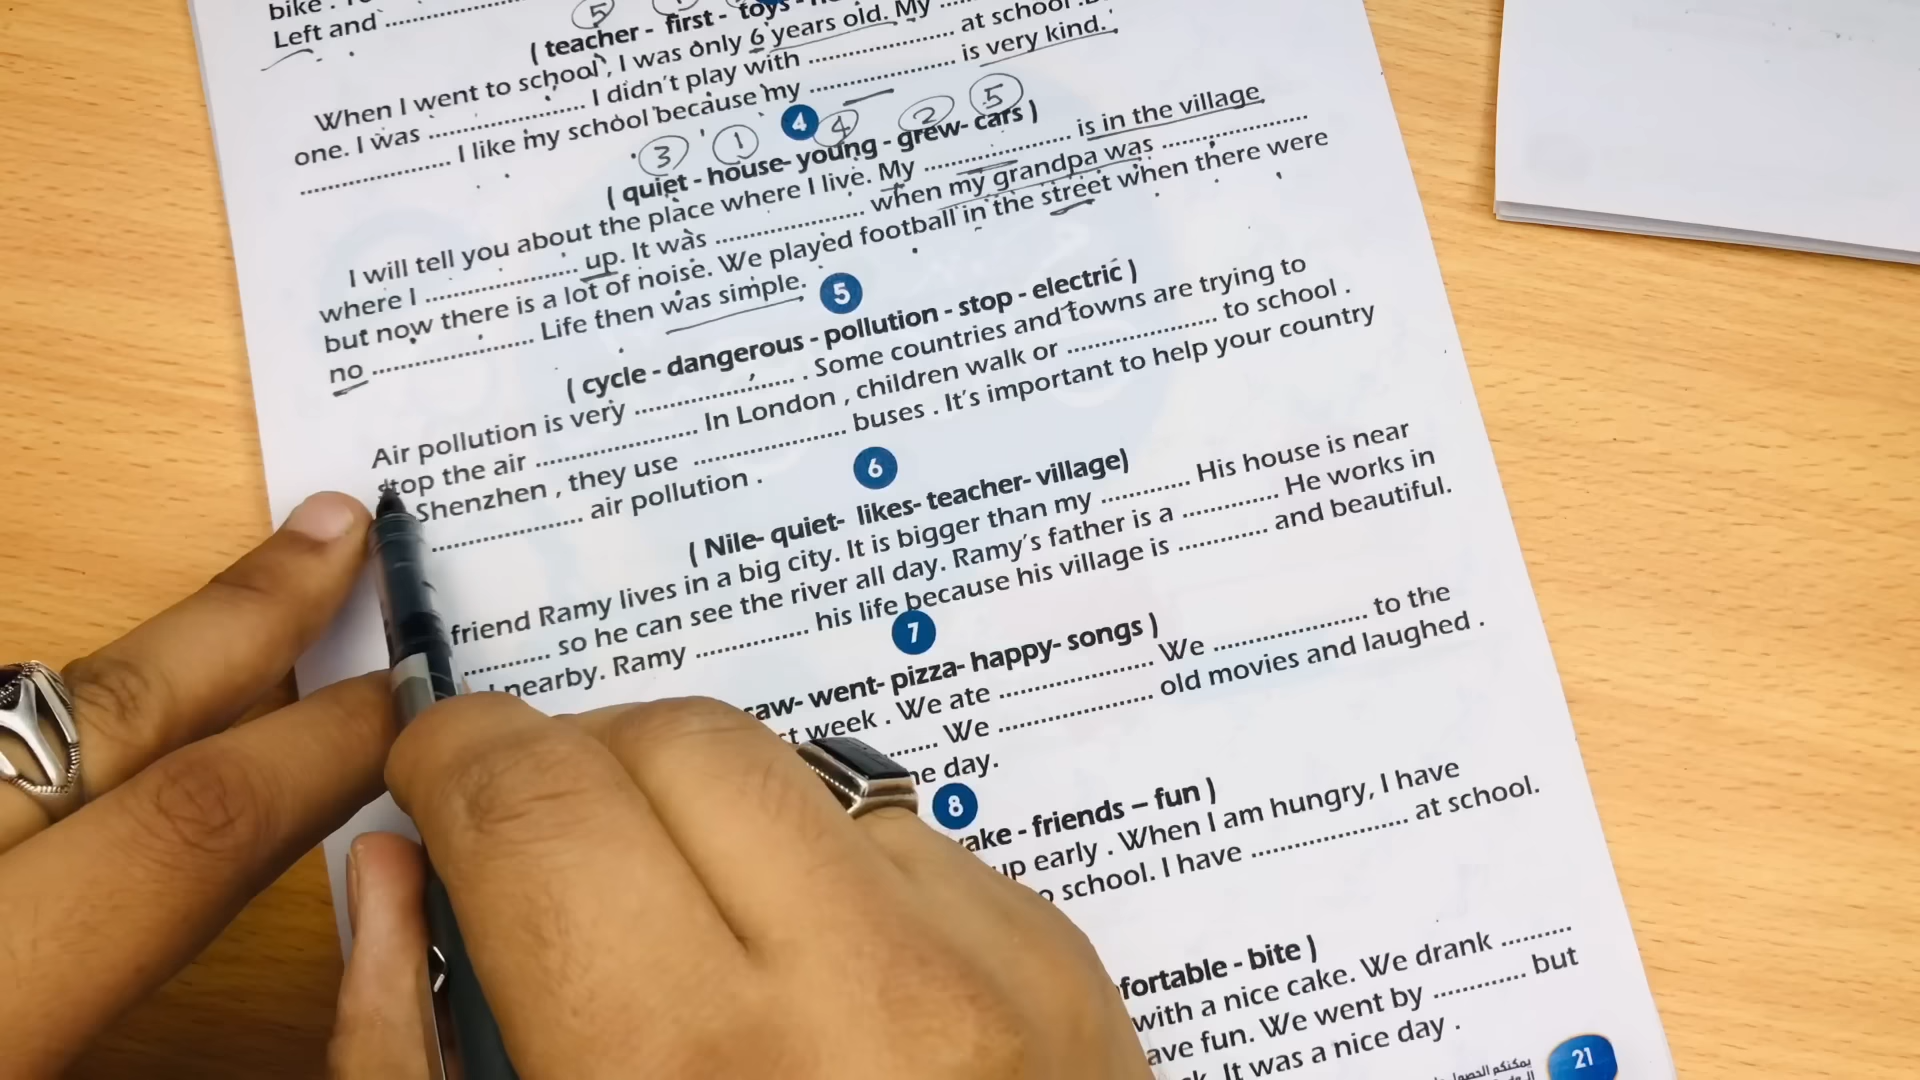 bike .
Left and ..........
5
( teacher - first - toys -
When I went to school , I was only 6 years old. My ..........
one. I was .......... I didn't play with .......... at school
.......... I like my school because my .......... is very kind.
4
3 1 4 2 5
( quiet - house- young - grew- cars )
I will tell you about the place where I live. My .......... is in the village
where I .......... up. It was .......... when my grandpa was ..........
but now there is a lot of noise. We played football in the street when there were
no .......... Life then was simple.
5
( cycle - dangerous - pollution - stop - electric )
Air pollution is very .......... . Some countries and towns are trying to
stop the air .......... In London , children walk or .......... to school .
Shenzhen , they use .......... buses . It's important to help your country
.......... air pollution .
6
( Nile- quiet- likes- teacher- village)
friend Ramy lives in a big city. It is bigger than my .......... His house is near
.......... so he can see the river all day. Ramy's father is a .......... He works in
nearby. Ramy .......... his life because his village is .......... and beautiful.
7
saw- went- pizza- happy- songs )
week . We ate .......... We .......... to the
.......... We .......... old movies and laughed .
day.
8
- friends – fun )
up early . When I am hungry, I have
school. I have .......... at school.
- bite )
with a nice cake. We drank ..........
fun. We went by .......... but
It was a nice day .
21